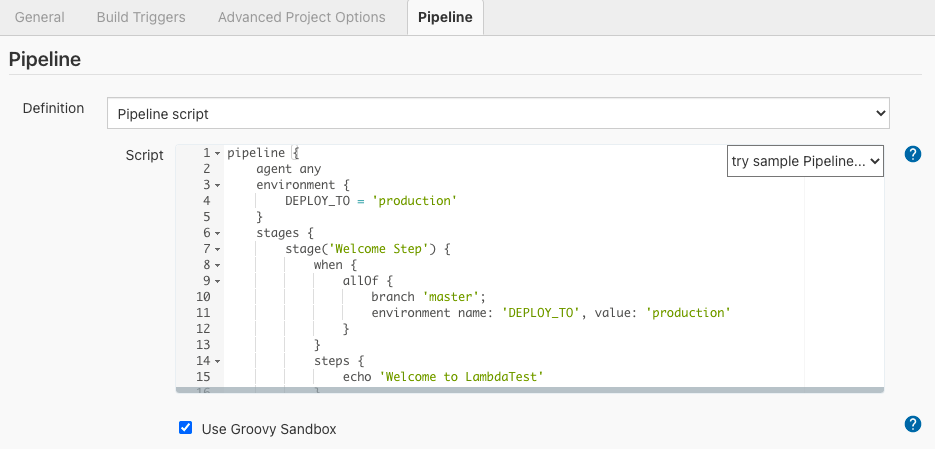 General Build Triggers Advanced Project Options Pipeline
Pipeline
Definition Pipeline script
Script try sample Pipeline...
1 pipeline {
2 agent any
3 environment {
4 DEPLOY_TO = 'production'
5 }
6 stages {
7 stage('Welcome Step') {
8 when {
9 allOf {
10 branch 'master';
11 environment name: 'DEPLOY_TO', value: 'production'
12 }
13 }
14 steps {
15 echo 'Welcome to LambdaTest'
16 }
Use Groovy Sandbox